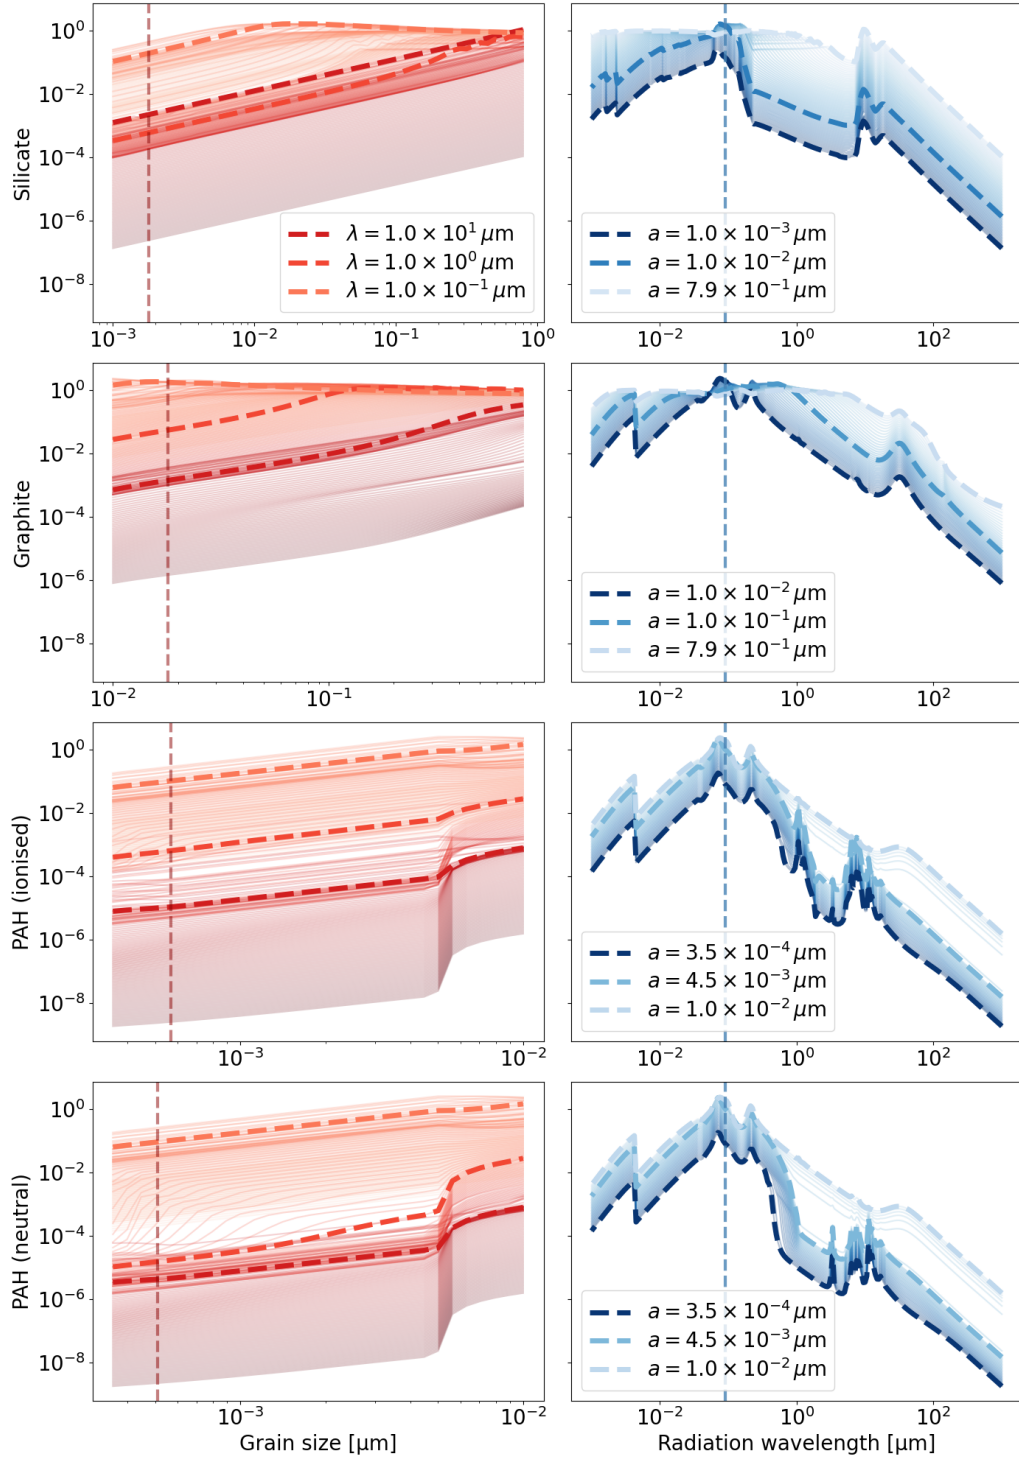 Silicate
10⁰
10⁻²
10⁻⁴
10⁻⁶
10⁻⁸
λ = 1.0 × 10¹ μm
λ = 1.0 × 10⁰ μm
λ = 1.0 × 10⁻¹ μm
10⁻³ 10⁻² 10⁻¹ 10⁰
a = 1.0 × 10⁻³ μm
a = 1.0 × 10⁻² μm
a = 7.9 × 10⁻¹ μm
10⁻² 10⁰ 10²
Graphite
10⁰
10⁻²
10⁻⁴
10⁻⁶
10⁻⁸
10⁻² 10⁻¹
a = 1.0 × 10⁻² μm
a = 1.0 × 10⁻¹ μm
a = 7.9 × 10⁻¹ μm
10⁻² 10⁰ 10²
PAH (ionised)
10⁰
10⁻²
10⁻⁴
10⁻⁶
10⁻⁸
10⁻³ 10⁻²
a = 3.5 × 10⁻⁴ μm
a = 4.5 × 10⁻³ μm
a = 1.0 × 10⁻² μm
10⁻² 10⁰ 10²
PAH (neutral)
10⁰
10⁻²
10⁻⁴
10⁻⁶
10⁻⁸
10⁻³ 10⁻²
Grain size [μm]
a = 3.5 × 10⁻⁴ μm
a = 4.5 × 10⁻³ μm
a = 1.0 × 10⁻² μm
10⁻² 10⁰ 10²
Radiation wavelength [μm]